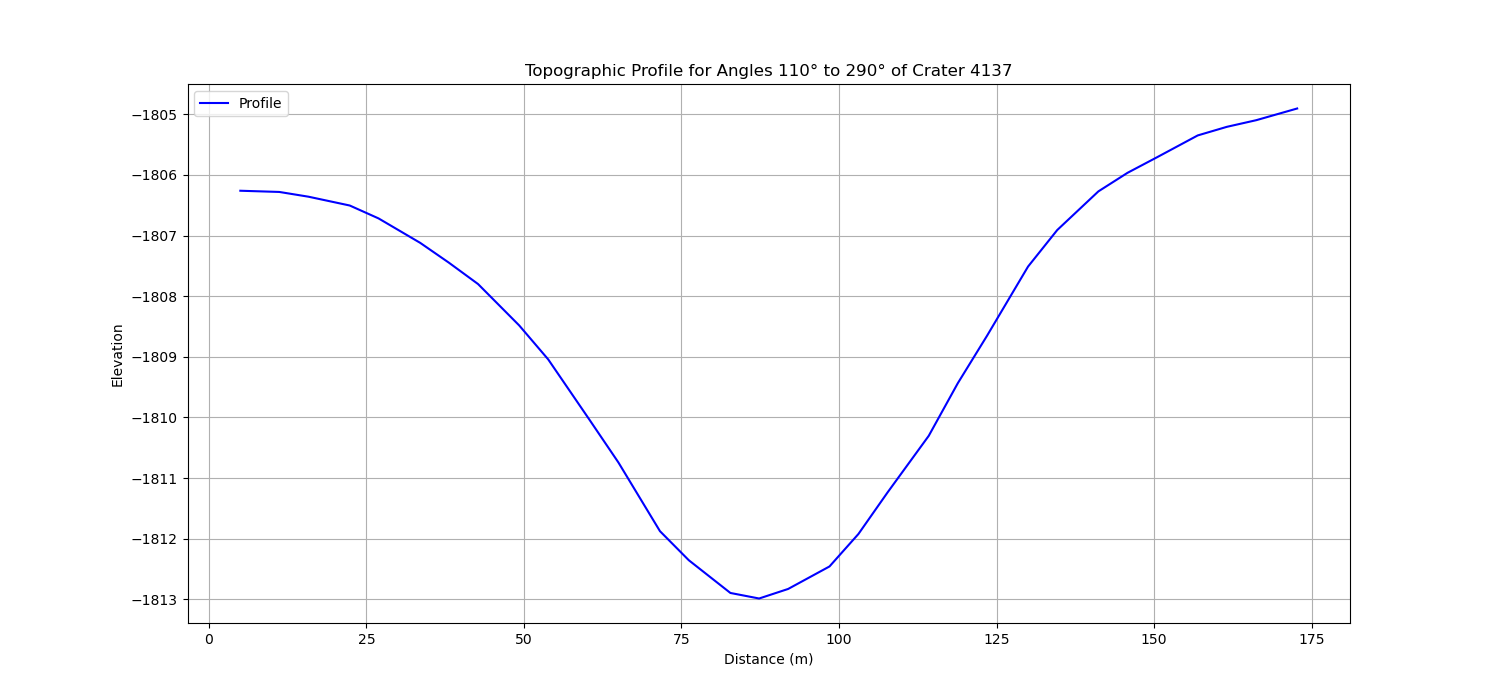 Topographic Profile for Angles 110° to 290° of Crater 4137
Profile
−1805
−1806
−1807
−1808
−1809
−1810
−1811
−1812
−1813
Elevation
0 25 50 75 100 125 150 175
Distance (m)